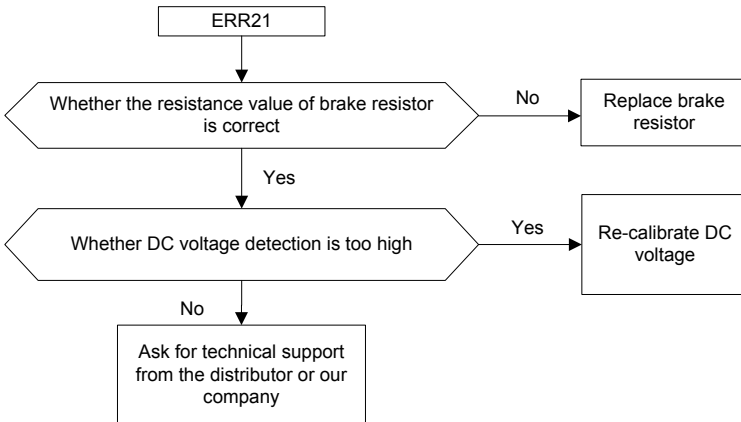 ERR21
Whether the resistance value of brake resistor
is correct
No
Replace brake
resistor
Yes
Whether DC voltage detection is too high
Yes
Re-calibrate DC
voltage
No
Ask for technical support
from the distributor or our
company